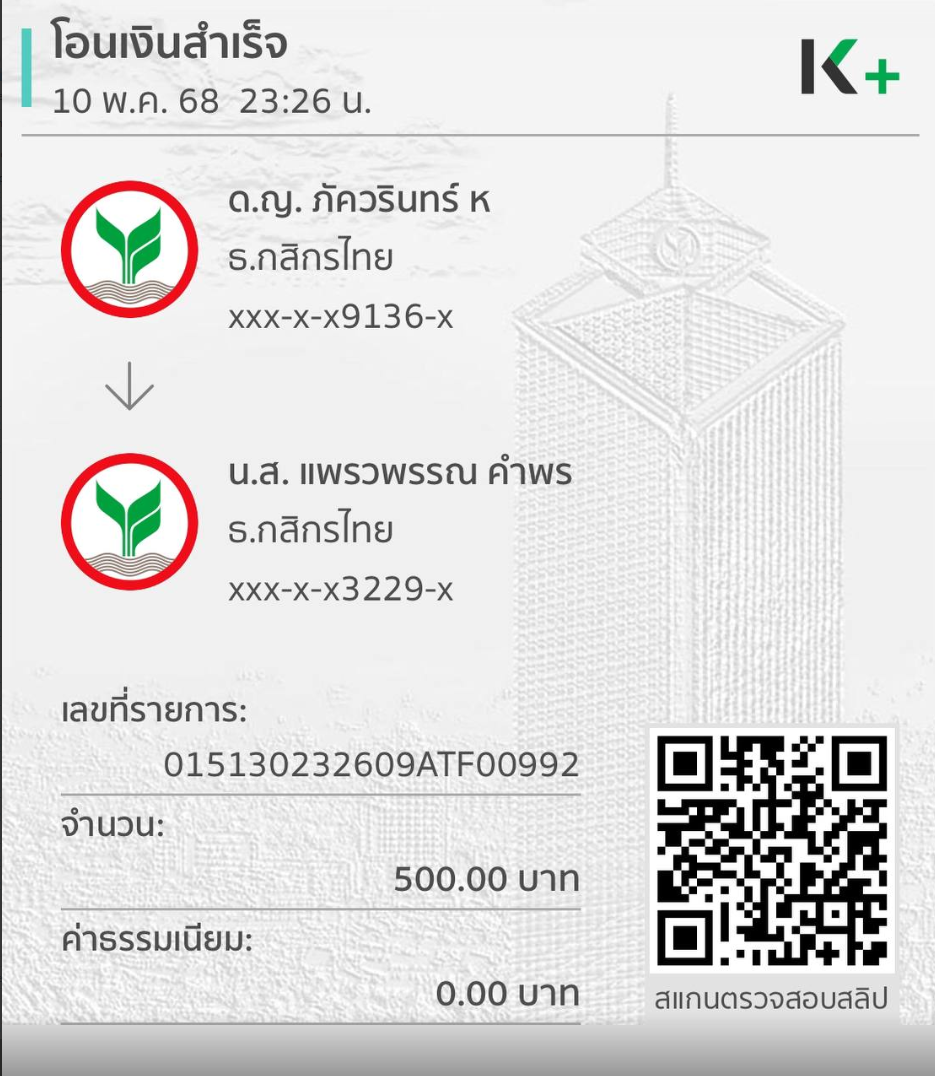 โอนเงินสำเร็จ
10 พ.ค. 68 23:26 น.
K+
ด.ญ. ภัควรินทร์ ห
ธ.กสิกรไทย
xxx-x-x9136-x
น.ส. แพรวพรรณ คำพร
ธ.กสิกรไทย
xxx-x-x3229-x
เลขที่รายการ:
015130232609ATF00992
จำนวน:
500.00 บาท
ค่าธรรมเนียม:
0.00 บาท
สแกนตรวจสอบสลิป